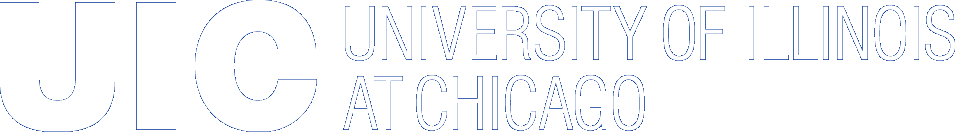 UIC UNIVERSITY OF ILLINOIS
AT CHICAGO